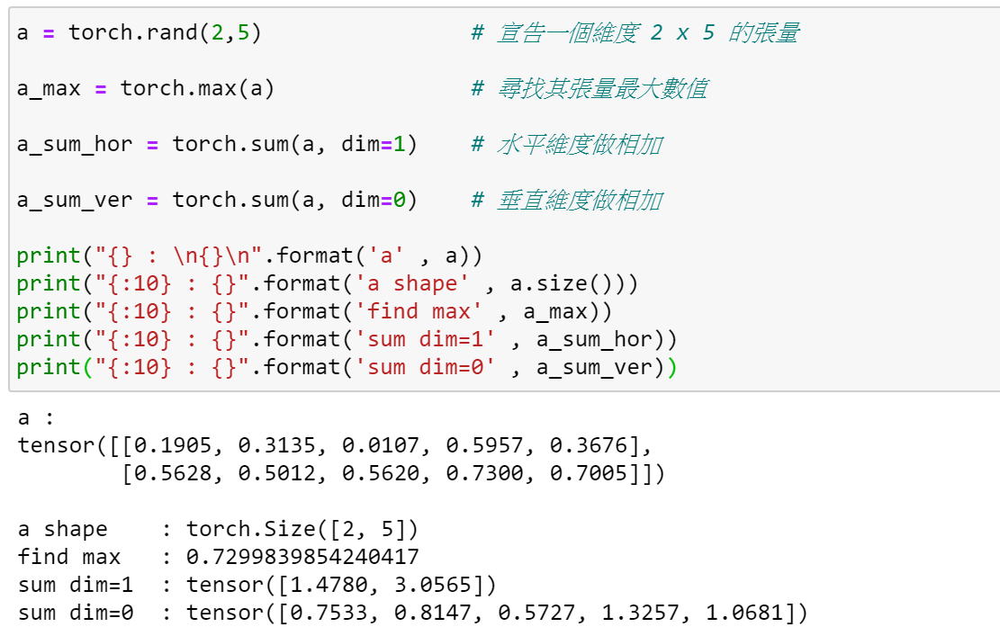 a = torch.rand(2,5)                # 宣告一個維度 2 x 5 的張量
a_max = torch.max(a)               # 尋找其張量最大數值
a_sum_hor = torch.sum(a, dim=1)    # 水平維度做相加
a_sum_ver = torch.sum(a, dim=0)    # 垂直維度做相加
print("{} : \n{}\n".format('a' , a))
print("{:10} : {}".format('a shape' , a.size()))
print("{:10} : {}".format('find max' , a_max))
print("{:10} : {}".format('sum dim=1' , a_sum_hor))
print("{:10} : {}".format('sum dim=0' , a_sum_ver))
a :
tensor([[0.1905, 0.3135, 0.0107, 0.5957, 0.3676],
        [0.5628, 0.5012, 0.5620, 0.7300, 0.7005]])
a shape    : torch.Size([2, 5])
find max   : 0.7299839854240417
sum dim=1  : tensor([1.4780, 3.0565])
sum dim=0  : tensor([0.7533, 0.8147, 0.5727, 1.3257, 1.0681])